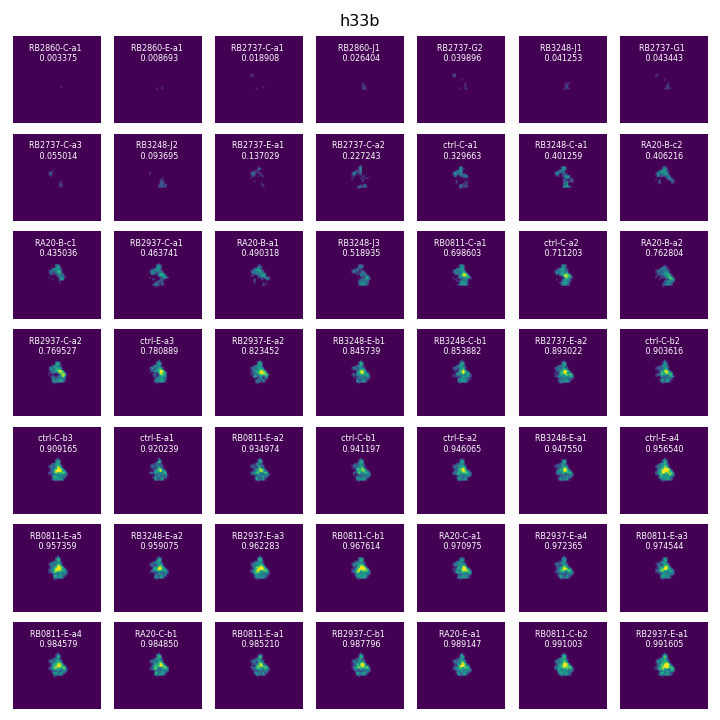 h33b
RB2860-C-a1
0.003375
RB2860-E-a1
0.008693
RB2737-C-a1
0.018908
RB2860-J1
0.026404
RB2737-G2
0.039896
RB3248-J1
0.041253
RB2737-G1
0.043443
RB2737-C-a3
0.055014
RB3248-J2
0.093695
RB2737-E-a1
0.137029
RB2737-C-a2
0.227243
ctrl-C-a1
0.329663
RB3248-C-a1
0.401259
RA20-B-c2
0.406216
RA20-B-c1
0.435036
RB2937-C-a1
0.463741
RA20-B-a1
0.490318
RB3248-J3
0.518935
RB0811-C-a1
0.698603
ctrl-C-a2
0.711203
RA20-B-a2
0.762804
RB2937-C-a2
0.769527
ctrl-E-a3
0.780889
RB2937-E-a2
0.823452
RB3248-E-b1
0.845739
RB3248-C-b1
0.853882
RB2737-E-a2
0.893022
ctrl-C-b2
0.903616
ctrl-C-b3
0.909165
ctrl-E-a1
0.920239
RB0811-E-a2
0.934974
ctrl-C-b1
0.941197
ctrl-E-a2
0.946065
RB3248-E-a1
0.947550
ctrl-E-a4
0.956540
RB0811-E-a5
0.957359
RB3248-E-a2
0.959075
RB2937-E-a3
0.962283
RB0811-C-b1
0.967614
RA20-C-a1
0.970975
RB2937-E-a4
0.972365
RB0811-E-a3
0.974544
RB0811-E-a4
0.984579
RA20-C-b1
0.984850
RB0811-E-a1
0.985210
RB2937-C-b1
0.987796
RA20-E-a1
0.989147
RB0811-C-b2
0.991003
RB2937-E-a1
0.991605